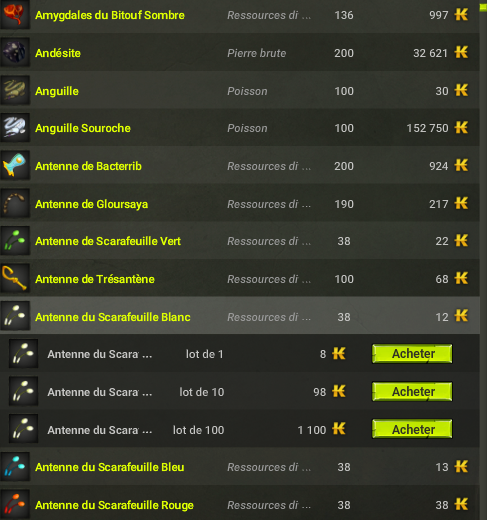 Amygdales du Bitouf Sombre Ressources di ... 136 997
Andésite Pierre brute 200 32 621
Anguille Poisson 100 30
Anguille Souroche Poisson 100 152 750
Antenne de Bacterrib Ressources di ... 200 924
Antenne de Gloursaya Ressources di ... 190 217
Antenne de Scarafeuille Vert Ressources di ... 38 22
Antenne de Trésantène Ressources di ... 100 68
Antenne du Scarafeuille Blanc Ressources di ... 38 12
Antenne du Scara ... lot de 1 8 Acheter
Antenne du Scara ... lot de 10 98 Acheter
Antenne du Scara ... lot de 100 1 100 Acheter
Antenne du Scarafeuille Bleu Ressources di ... 38 13
Antenne du Scarafeuille Rouge Ressources di ... 38 38